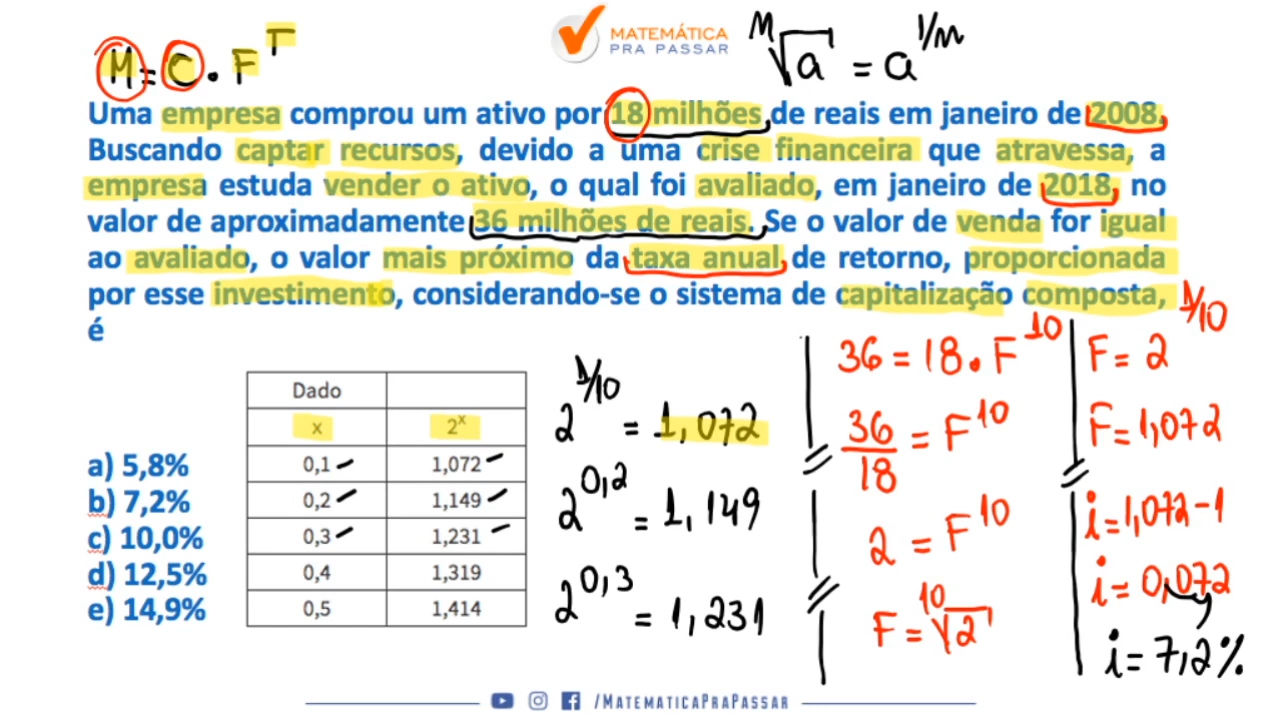 M = C . F^T
MATEMÁTICA
PRA PASSAR
ᴹ√a = a^1/M
Uma empresa comprou um ativo por 18 milhões de reais em janeiro de 2008.
Buscando captar recursos, devido a uma crise financeira que atravessa, a
empresa estuda vender o ativo, o qual foi avaliado, em janeiro de 2018, no
valor de aproximadamente 36 milhões de reais. Se o valor de venda for igual
ao avaliado, o valor mais próximo da taxa anual de retorno, proporcionada
por esse investimento, considerando-se o sistema de capitalização composta,
é
a) 5,8%
b) 7,2%
c) 10,0%
d) 12,5%
e) 14,9%
Dado
x 2^x
0,1 1,072
0,2 1,149
0,3 1,231
0,4 1,319
0,5 1,414
2^1/10 = 1,072
2^0,2 = 1,149
2^0,3 = 1,231
36 = 18 . F^10
36/18 = F^10
2 = F^10
F = ¹⁰√2
F = 2^1/10
F = 1,072
i = 1,072 - 1
i = 0,072
i = 7,2%
/MatematicaPraPassar